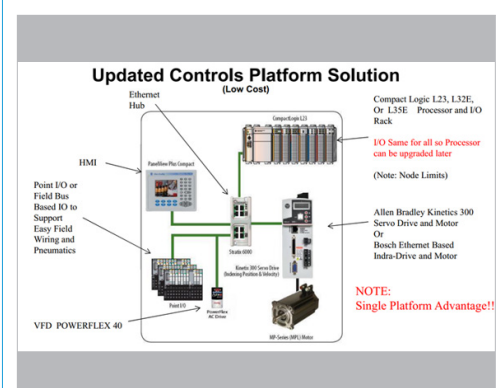 Updated Controls Platform Solution
(Low Cost)
Ethernet
Hub
CompactLogix L23
Compact Logic L23, L32E,
Or L35E Processor and I/O
Rack
I/O Same for all so Processor
can be upgraded later
(Note: Node Limits)
HMI
PanelView Plus Compact
Point I/O or
Field Bus
Based IO to
Support
Easy Field
Wiring and
Pneumatics
Stratix 6000
Allen Bradley Kinetics 300
Servo Drive and Motor
Or
Bosch Ethernet Based
Indra-Drive and Motor
Kinetix 300 Servo Drive
(Indexing Position & Velocity)
NOTE:
Single Platform Advantage!!
Point I/O
PowerFlex
AC Drive
VFD POWERFLEX 40
MP-Series (MPL) Motor